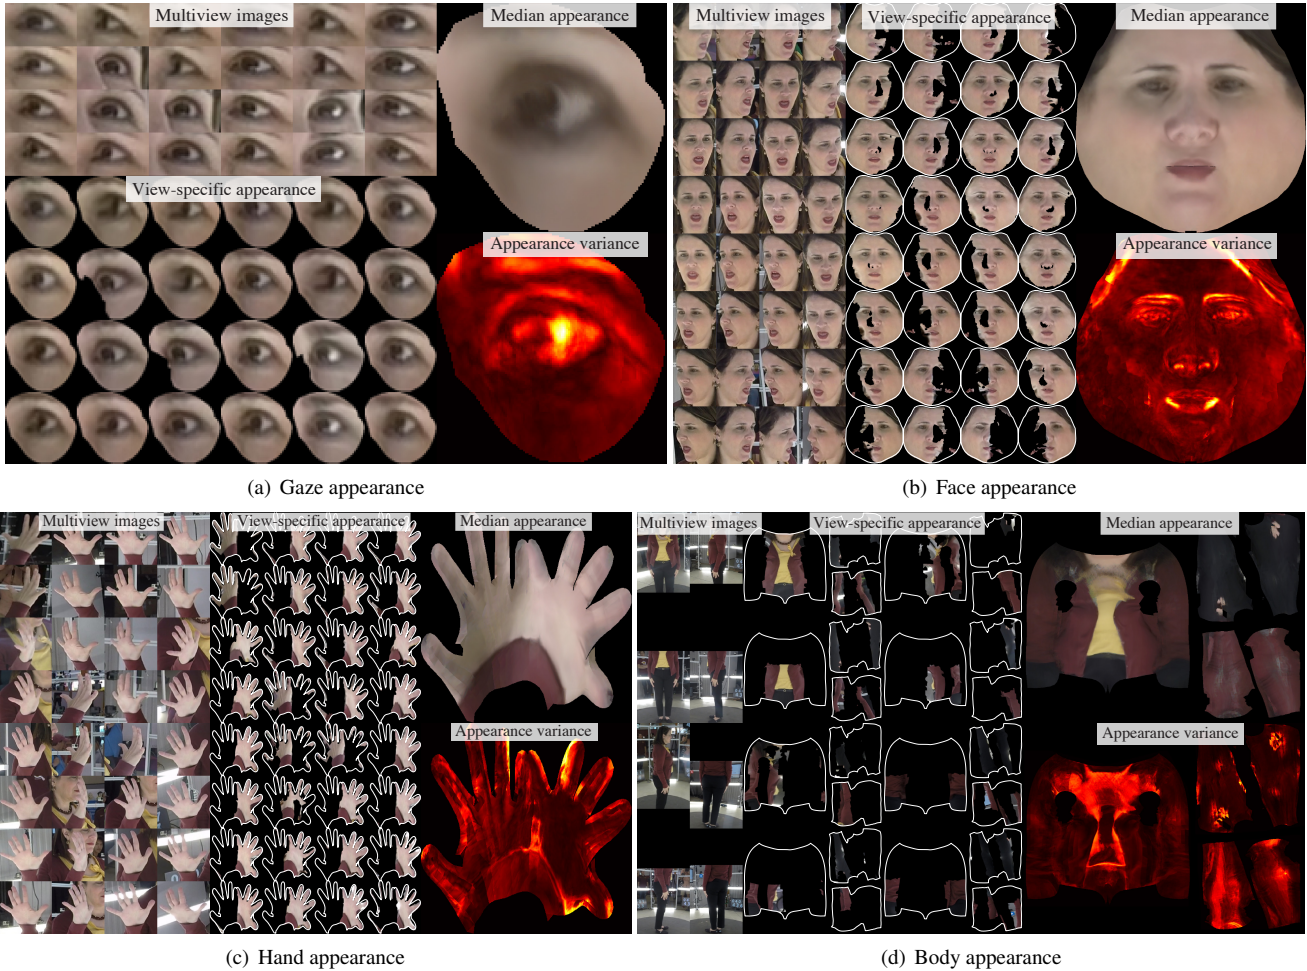 Multiview images
Median appearance
View-specific appearance
Appearance variance
(a) Gaze appearance
Multiview images
View-specific appearance
Median appearance
Appearance variance
(b) Face appearance
Multiview images
View-specific appearance
Median appearance
Appearance variance
(c) Hand appearance
Multiview images
View-specific appearance
Median appearance
Appearance variance
(d) Body appearance